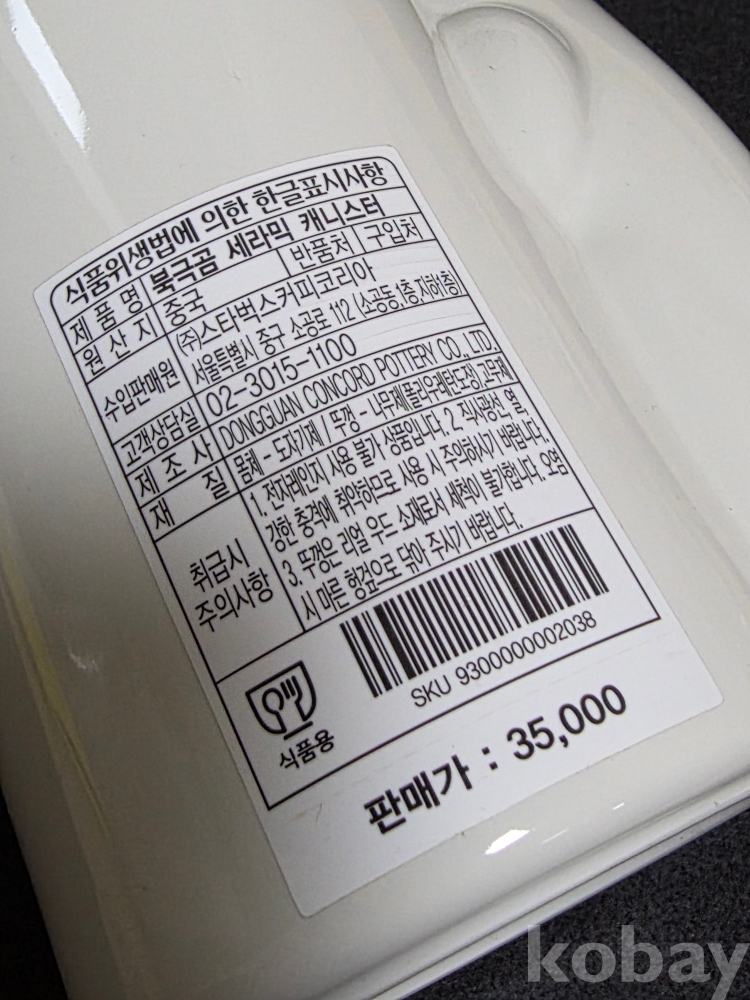 식품위생법에 의한 한글표시사항
제 품 명 북극곰 세라믹 캐니스터
원 산 지 중국 반품처 구입처
수입판매원 (주)스타벅스커피코리아
서울특별시 중구 소공로 112 (소공동,1층,지하1층)
고객상담실 02-3015-1100
제 조 사 DONGGUAN CONCORD POTTERY CO., LTD.
재 질 몸체 - 도자기제 / 뚜껑 - 나무제(폴리우레탄도장),고무제
취급시 주의사항
1. 전자레인지 사용 불가 상품입니다. 2. 직사광선, 열,
강한 충격에 취약하므로 사용 시 주의하시기 바랍니다.
3. 뚜껑은 리얼 우드 소재로서 세척이 불가합니다. 오염
시 마른 헝겊으로 닦아 주시기 바랍니다.
식품용
SKU 9300000002038
판매가 : 35,000
kobay